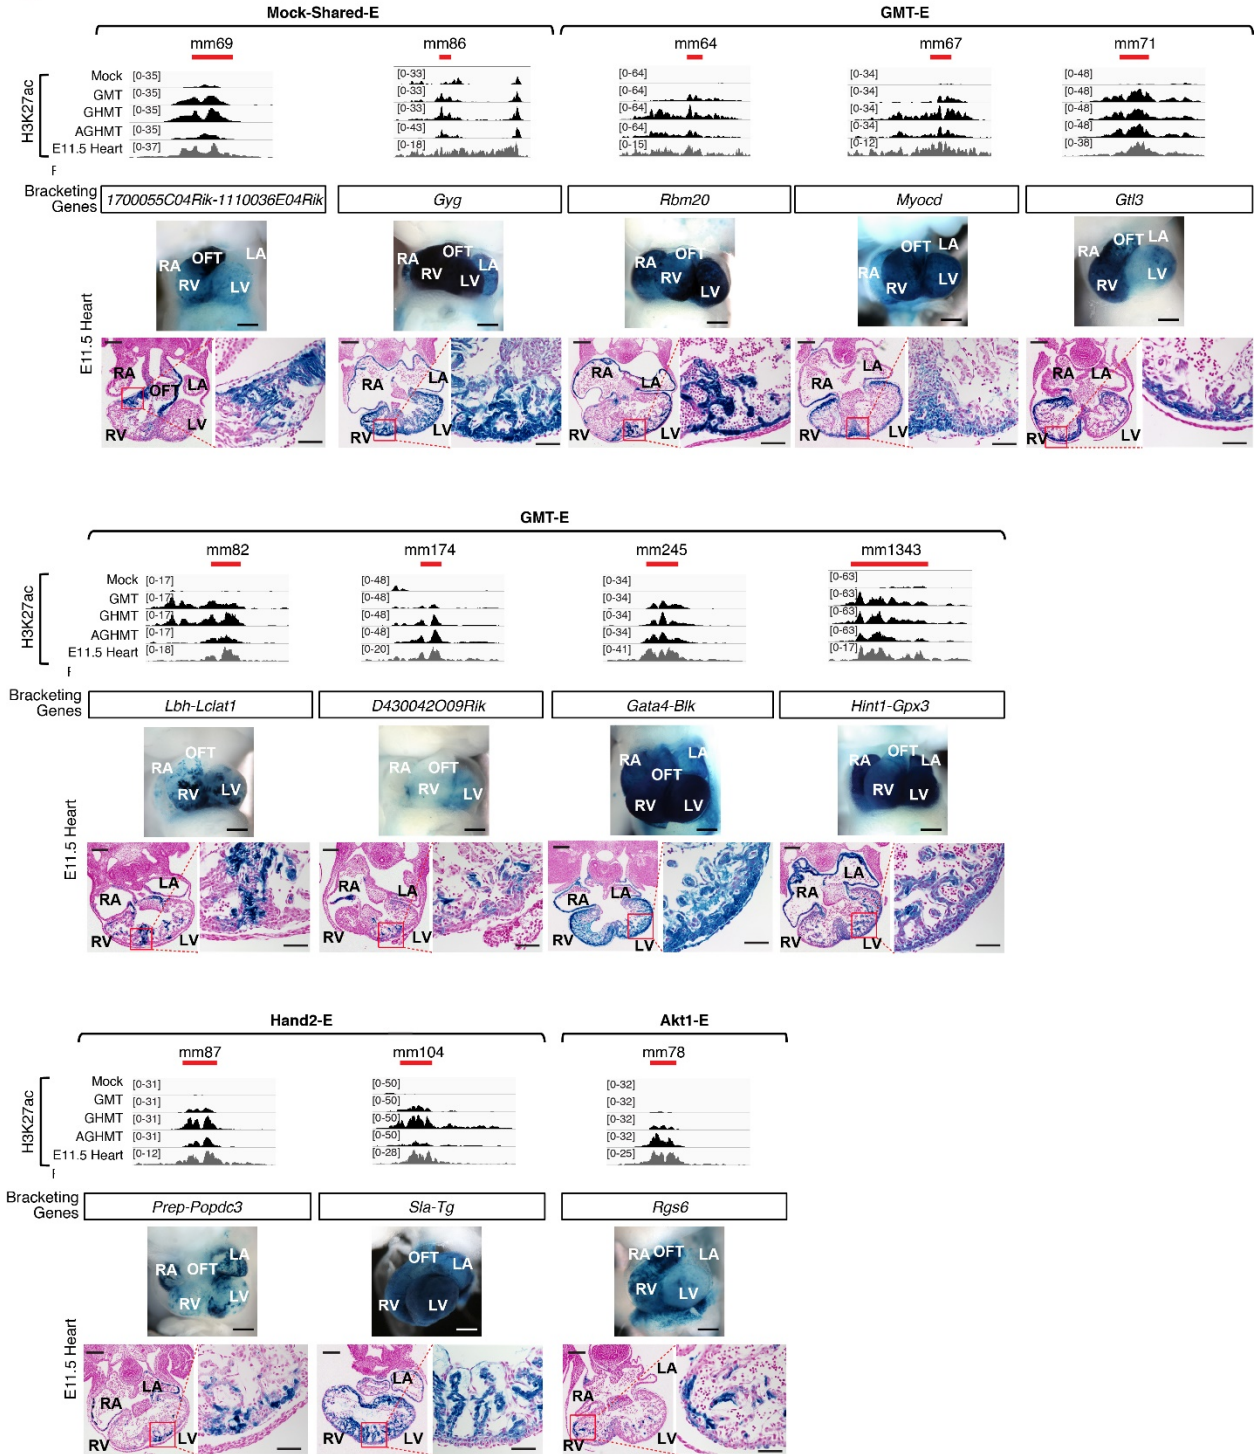 Mock-Shared-E GMT-E
mm69 mm86 mm64 mm67 mm71
H3K27ac
Mock [0-35] [0-33] [0-64] [0-34] [0-48]
GMT [0-35] [0-33] [0-64] [0-34] [0-48]
GHMT [0-35] [0-33] [0-64] [0-34] [0-48]
AGHMT [0-35] [0-43] [0-64] [0-34] [0-48]
E11.5 Heart [0-37] [0-18] [0-15] [0-12] [0-38]
Bracketing Genes
1700055C04Rik-1110036E04Rik Gyg Rbm20 Myocd Gtl3
E11.5 Heart
RA OFT LA RV LV
RA OFT LA RV LV
RA OFT LA RV LV
RA OFT LA RV LV
RA OFT LA RV LV
RA OFT LA RV LV
RA LA RV LV
RA LA RV LV
RA LA RV LV
RA LA RV LV
GMT-E
mm82 mm174 mm245 mm1343
H3K27ac
Mock [0-17] [0-48] [0-34] [0-63]
GMT [0-17] [0-48] [0-34] [0-63]
GHMT [0-17] [0-48] [0-34] [0-63]
AGHMT [0-17] [0-48] [0-34] [0-63]
E11.5 Heart [0-18] [0-20] [0-41] [0-17]
Bracketing Genes
Lbh-Lclat1 D430042O09Rik Gata4-Blk Hint1-Gpx3
E11.5 Heart
RA OFT RV LV
RA OFT RV LV
LA OFT RV LV
RA OFT LA RV LV
RA LA RV LV
RA LA RV LV
RA LA RV LV
RA LA RV LV
Hand2-E Akt1-E
mm87 mm104 mm78
H3K27ac
Mock [0-31] [0-50] [0-32]
GMT [0-31] [0-50] [0-32]
GHMT [0-31] [0-50] [0-32]
AGHMT [0-31] [0-50] [0-32]
E11.5 Heart [0-12] [0-28] [0-25]
Bracketing Genes
Prep-Popdc3 Sla-Tg Rgs6
E11.5 Heart
RA OFT LA RV LV
OFT LA RV LV
RA OFT LA RV LV
RA LA RV LV
RA LA RV LV
RA LA RV LV